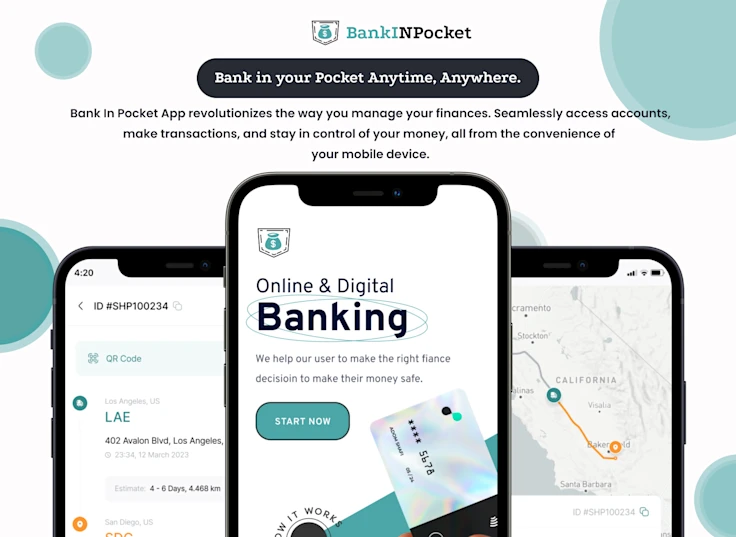 BankINPocket
Bank in your Pocket Anytime, Anywhere.
Bank In Pocket App revolutionizes the way you manage your finances. Seamlessly access accounts,
make transactions, and stay in control of your money, all from the convenience of
your mobile device.
4:20
ID #SHP100234
QR Code
Los Angeles, US
LAE
402 Avalon Blvd, Los Angeles,
23:34, 12 March 2023
Estimate: 4 - 6 Days, 4.468 km
San Diego, US
SDG
$
Online & Digital
Banking
We help our user to make the right fiance
decisioin to make their money safe.
START NOW
**** 5678
05/24
OW IT WORKS
cramento
Stockton
CALIFORNIA
alinas
Visalia
Bakersfield
Santa Barbara
ID #SHP100234